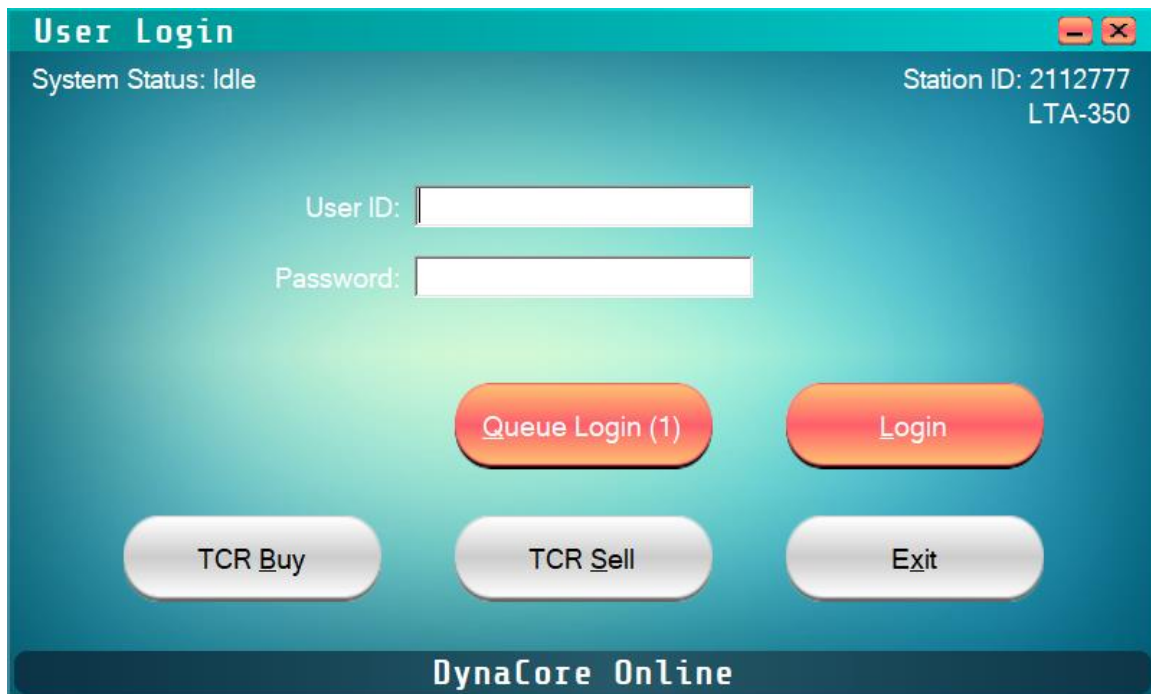 User Login
System Status: Idle
Station ID: 2112777
LTA-350
User ID:
Password:
Queue Login (1)
Login
TCR Buy
TCR Sell
Exit
DynaCore Online